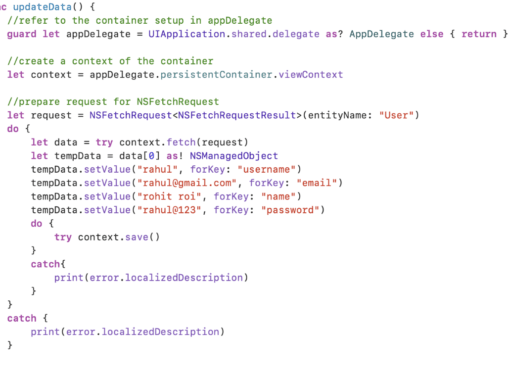 nc updateData() {
//refer to the container setup in appDelegate
guard let appDelegate = UIApplication.shared.delegate as? AppDelegate else { return }
//create a context of the container
let context = appDelegate.persistentContainer.viewContext
//prepare request for NSFetchRequest
let request = NSFetchRequest<NSFetchRequestResult>(entityName: "User")
do {
let data = try context.fetch(request)
let tempData = data[0] as! NSManagedObject
tempData.setValue("rahul", forKey: "username")
tempData.setValue("rahul@gmail.com", forKey: "email")
tempData.setValue("rohit roi", forKey: "name")
tempData.setValue("rahul@123", forKey: "password")
do {
try context.save()
}
catch{
print(error.localizedDescription)
}
}
catch {
print(error.localizedDescription)
}